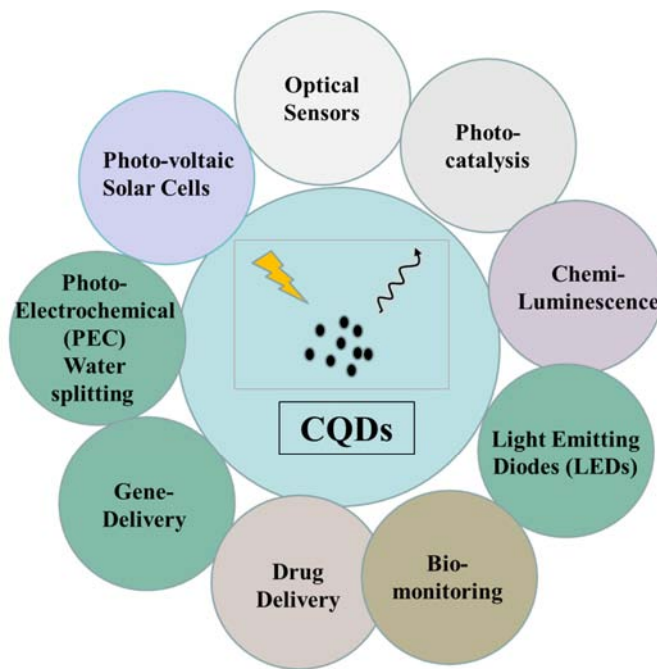 Optical
Sensors
Photo-
catalysis
Chemi-
Luminescence
Light Emitting
Diodes (LEDs)
Bio-
monitoring
Drug
Delivery
Gene-
Delivery
Photo-
Electrochemical
(PEC)
Water
splitting
Photo-voltaic
Solar Cells
CQDs